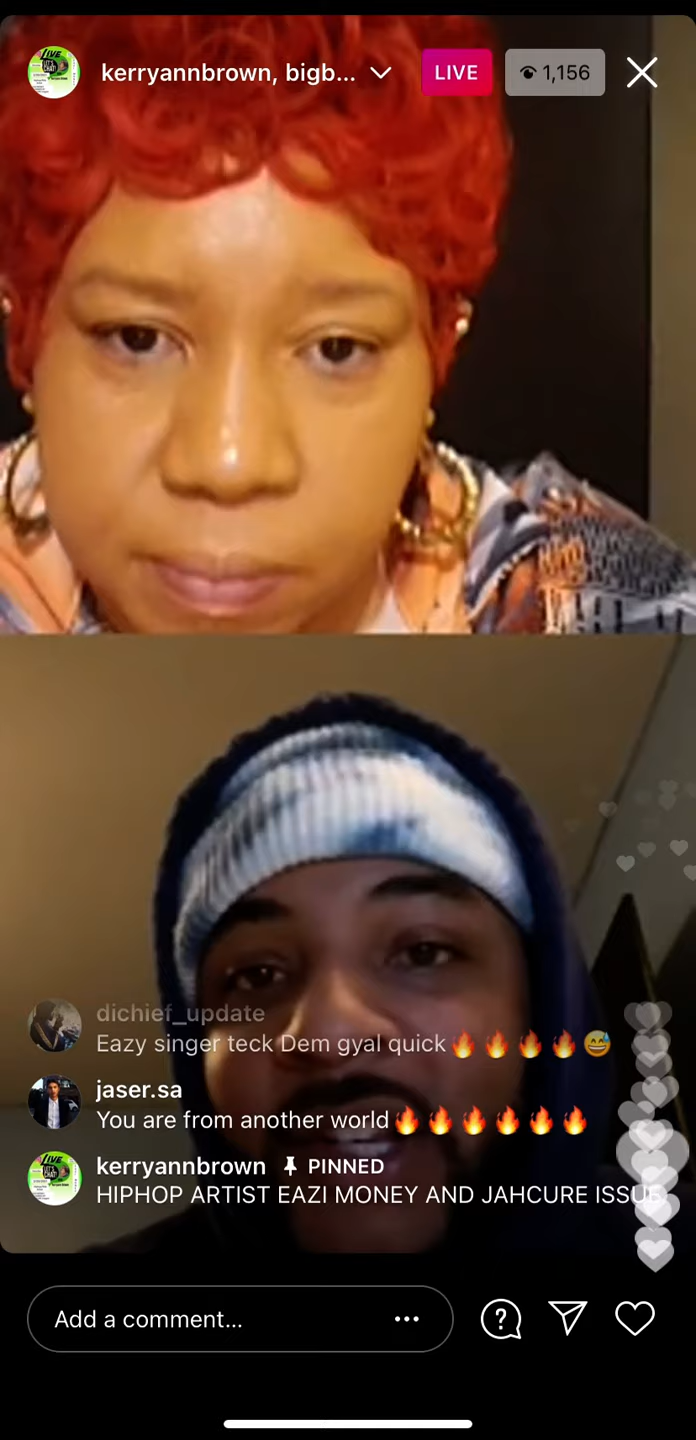 kerryannbrown, bigb...
LIVE
1,156
dichief_update
Eazy singer teck Dem gyal quick🔥🔥🔥🔥😅
jaser.sa
You are from another world🔥🔥🔥🔥🔥🔥
kerryannbrown PINNED
HIPHOP ARTIST EAZI MONEY AND JAHCURE ISSUE
Add a comment...